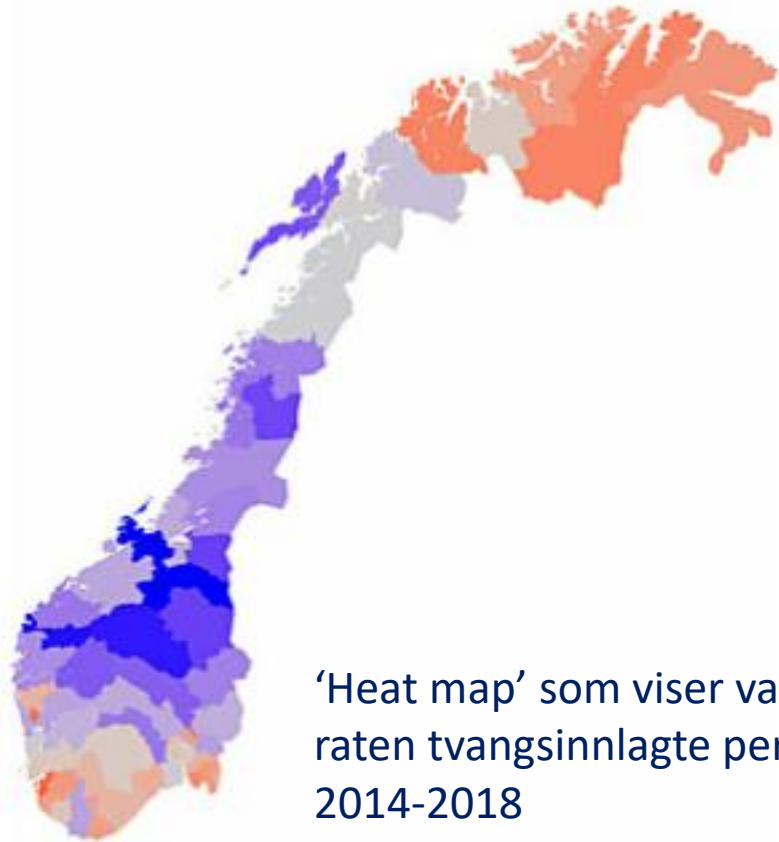 ‘Heat map’ som viser va
raten tvangsinnlagte per
2014-2018